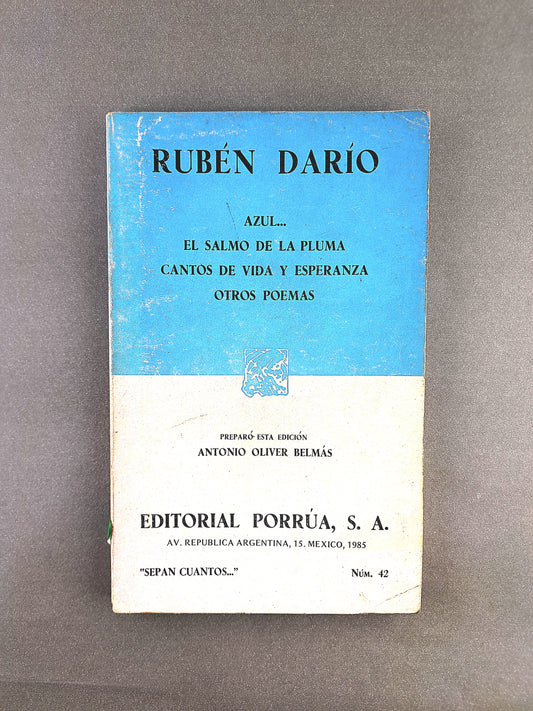 RUBÉN DARÍO
AZUL...
EL SALMO DE LA PLUMA
CANTOS DE VIDA Y ESPERANZA
OTROS POEMAS
PREPARÓ ESTA EDICIÓN
ANTONIO OLIVER BELMÁS
EDITORIAL PORRÚA, S. A.
AV. REPUBLICA ARGENTINA, 15. MEXICO, 1985
"SEPAN CUANTOS..." NÚM. 42